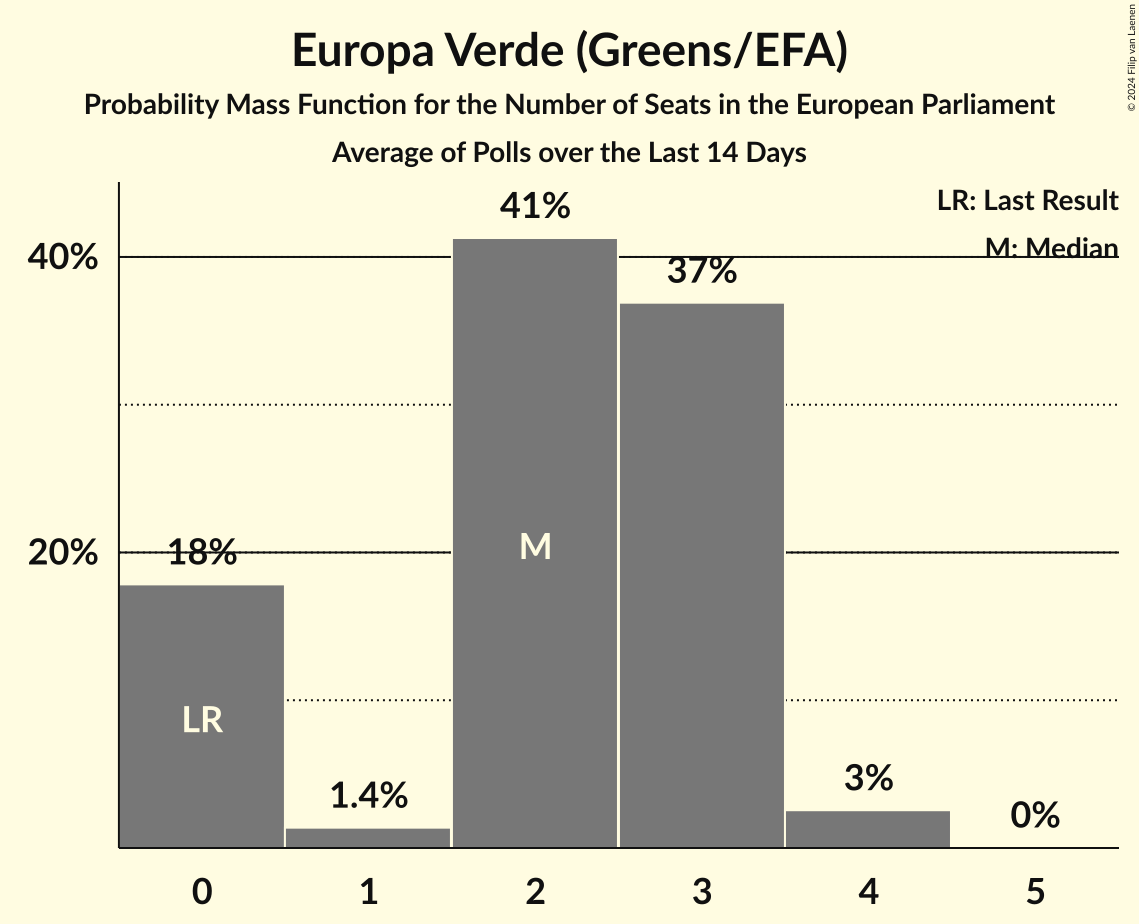 Europa Verde (Greens/EFA)
Probability Mass Function for the Number of Seats in the European Parliament
Average of Polls over the Last 14 Days
© 2024 Filip van Laenen
LR: Last Result
M: Median
40%
20%
18%
1.4%
41%
37%
3%
0%
LR
M
0 1 2 3 4 5